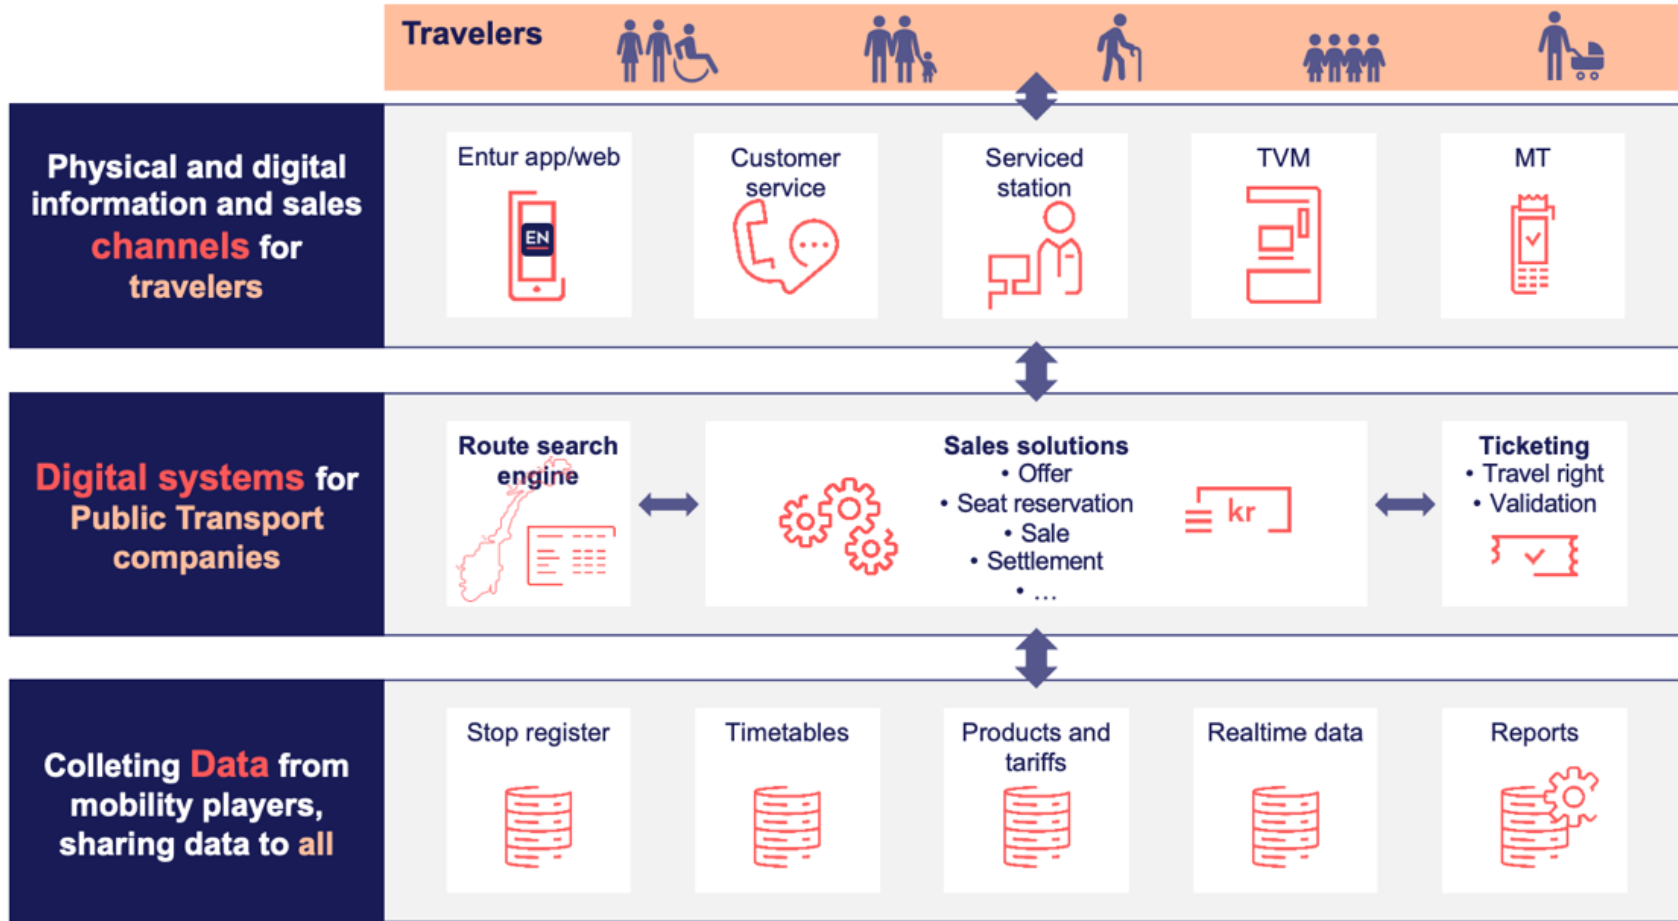 Travelers
Physical and digital
information and sales
channels for
travelers
Entur app/web
EN
Customer
service
Serviced
station
TVM
MT
Digital systems for
Public Transport
companies
Route search
engine
Sales solutions
• Offer
• Seat reservation
• Sale
• Settlement
• ...
kr
Ticketing
• Travel right
• Validation
Colleting Data from
mobility players,
sharing data to all
Stop register
Timetables
Products and
tariffs
Realtime data
Reports